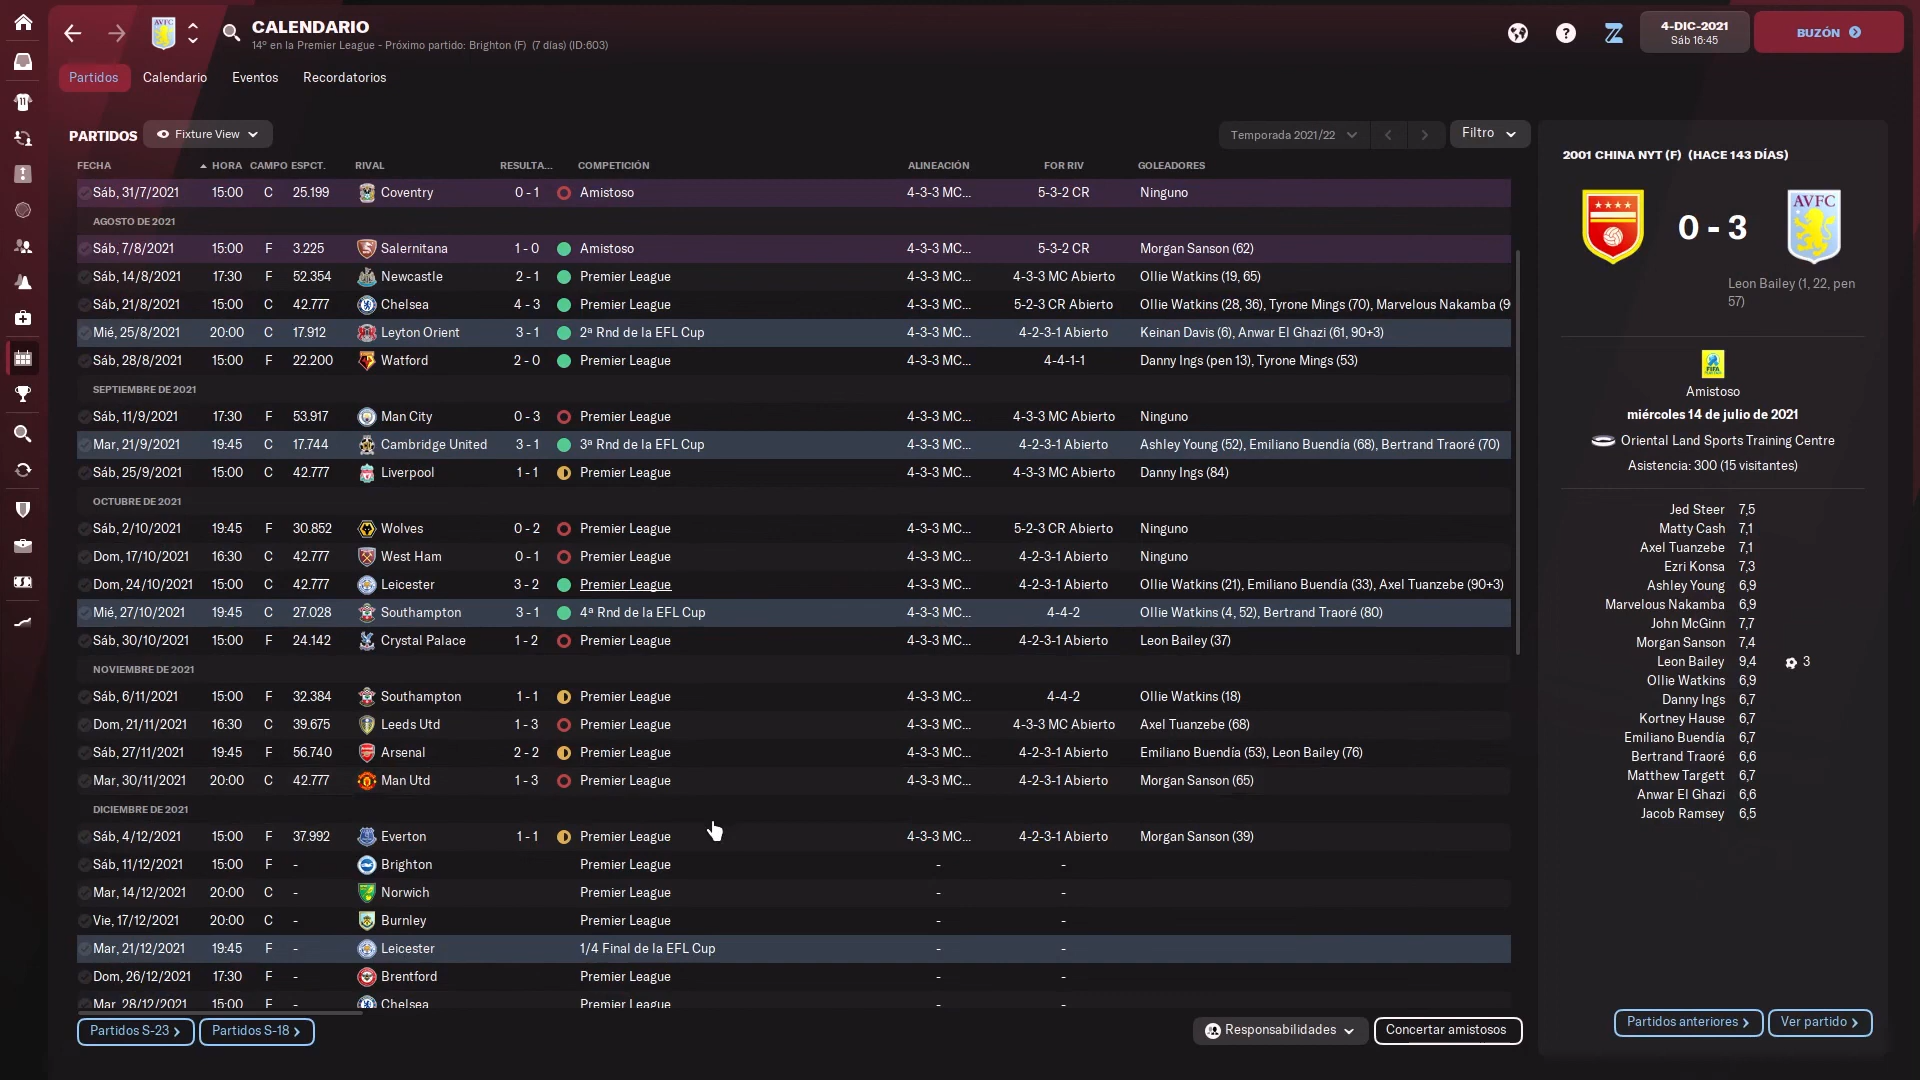 CALENDARIO
14º en la Premier League - Próximo partido: Brighton (F) (7 días) (ID:603)
4-DIC-2021
Sáb 16:45
BUZÓN
Partidos Calendario Eventos Recordatorios
PARTIDOS Fixture View Temporada 2021/22 Filtro
FECHA HORA CAMPO ESPCT. RIVAL RESULTA... COMPETICIÓN ALINEACIÓN FOR RIV GOLEADORES
Sáb, 31/7/2021 15:00 C 25.199 Coventry 0 - 1 Amistoso 4-3-3 MC... 5-3-2 CR Ninguno
AGOSTO DE 2021
Sáb, 7/8/2021 15:00 F 3.225 Salernitana 1 - 0 Amistoso 4-3-3 MC... 5-3-2 CR Morgan Sanson (62)
Sáb, 14/8/2021 17:30 F 52.354 Newcastle 2 - 1 Premier League 4-3-3 MC... 4-3-3 MC Abierto Ollie Watkins (19, 65)
Sáb, 21/8/2021 15:00 C 42.777 Chelsea 4 - 3 Premier League 4-3-3 MC... 5-2-3 CR Abierto Ollie Watkins (28, 36), Tyrone Mings (70), Marvelous Nakamba (9
Mié, 25/8/2021 20:00 C 17.912 Leyton Orient 3 - 1 2ª Rnd de la EFL Cup 4-3-3 MC... 4-2-3-1 Abierto Keinan Davis (6), Anwar El Ghazi (61, 90+3)
Sáb, 28/8/2021 15:00 F 22.200 Watford 2 - 0 Premier League 4-3-3 MC... 4-4-1-1 Danny Ings (pen 13), Tyrone Mings (53)
SEPTIEMBRE DE 2021
Sáb, 11/9/2021 17:30 F 53.917 Man City 0 - 3 Premier League 4-3-3 MC... 4-3-3 MC Abierto Ninguno
Mar, 21/9/2021 19:45 C 17.744 Cambridge United 3 - 1 3ª Rnd de la EFL Cup 4-3-3 MC... 4-2-3-1 Abierto Ashley Young (52), Emiliano Buendía (68), Bertrand Traoré (70)
Sáb, 25/9/2021 15:00 C 42.777 Liverpool 1 - 1 Premier League 4-3-3 MC... 4-3-3 MC Abierto Danny Ings (84)
OCTUBRE DE 2021
Sáb, 2/10/2021 19:45 F 30.852 Wolves 0 - 2 Premier League 4-3-3 MC... 5-2-3 CR Abierto Ninguno
Dom, 17/10/2021 16:30 C 42.777 West Ham 0 - 1 Premier League 4-3-3 MC... 4-2-3-1 Abierto Ninguno
Dom, 24/10/2021 15:00 C 42.777 Leicester 3 - 2 Premier League 4-3-3 MC... 4-2-3-1 Abierto Ollie Watkins (21), Emiliano Buendía (33), Axel Tuanzebe (90+3)
Mié, 27/10/2021 19:45 C 27.028 Southampton 3 - 1 4ª Rnd de la EFL Cup 4-3-3 MC... 4-4-2 Ollie Watkins (4, 52), Bertrand Traoré (80)
Sáb, 30/10/2021 15:00 F 24.142 Crystal Palace 1 - 2 Premier League 4-3-3 MC... 4-2-3-1 Abierto Leon Bailey (37)
NOVIEMBRE DE 2021
Sáb, 6/11/2021 15:00 F 32.384 Southampton 1 - 1 Premier League 4-3-3 MC... 4-4-2 Ollie Watkins (18)
Dom, 21/11/2021 16:30 C 39.675 Leeds Utd 1 - 3 Premier League 4-3-3 MC... 4-3-3 MC Abierto Axel Tuanzebe (68)
Sáb, 27/11/2021 19:45 F 56.740 Arsenal 2 - 2 Premier League 4-3-3 MC... 4-2-3-1 Abierto Emiliano Buendía (53), Leon Bailey (76)
Mar, 30/11/2021 20:00 C 42.777 Man Utd 1 - 3 Premier League 4-3-3 MC... 4-2-3-1 Abierto Morgan Sanson (65)
DICIEMBRE DE 2021
Sáb, 4/12/2021 15:00 F 37.992 Everton 1 - 1 Premier League 4-3-3 MC... 4-2-3-1 Abierto Morgan Sanson (39)
Sáb, 11/12/2021 15:00 F - Brighton Premier League - -
Mar, 14/12/2021 20:00 C - Norwich Premier League - -
Vie, 17/12/2021 20:00 C - Burnley Premier League - -
Mar, 21/12/2021 19:45 F - Leicester 1/4 Final de la EFL Cup - -
Dom, 26/12/2021 17:30 F - Brentford Premier League - -
Mar, 28/12/2021 15:00 F - Chelsea Premier League - -
Partidos S-23 Partidos S-18 Responsabilidades Concertar amistosos
2001 CHINA NYT (F) (HACE 143 DÍAS)
AVFC
0 - 3
Leon Bailey (1, 22, pen
57)
FIFA
Amistoso
miércoles 14 de julio de 2021
Oriental Land Sports Training Centre
Asistencia: 300 (15 visitantes)
Jed Steer 7,5
Matty Cash 7,1
Axel Tuanzebe 7,1
Ezri Konsa 7,3
Ashley Young 6,9
Marvelous Nakamba 6,9
John McGinn 7,7
Morgan Sanson 7,4
Leon Bailey 9,4 3
Ollie Watkins 6,9
Danny Ings 6,7
Kortney Hause 6,7
Emiliano Buendía 6,7
Bertrand Traoré 6,6
Matthew Targett 6,7
Anwar El Ghazi 6,6
Jacob Ramsey 6,5
Partidos anteriores Ver partido